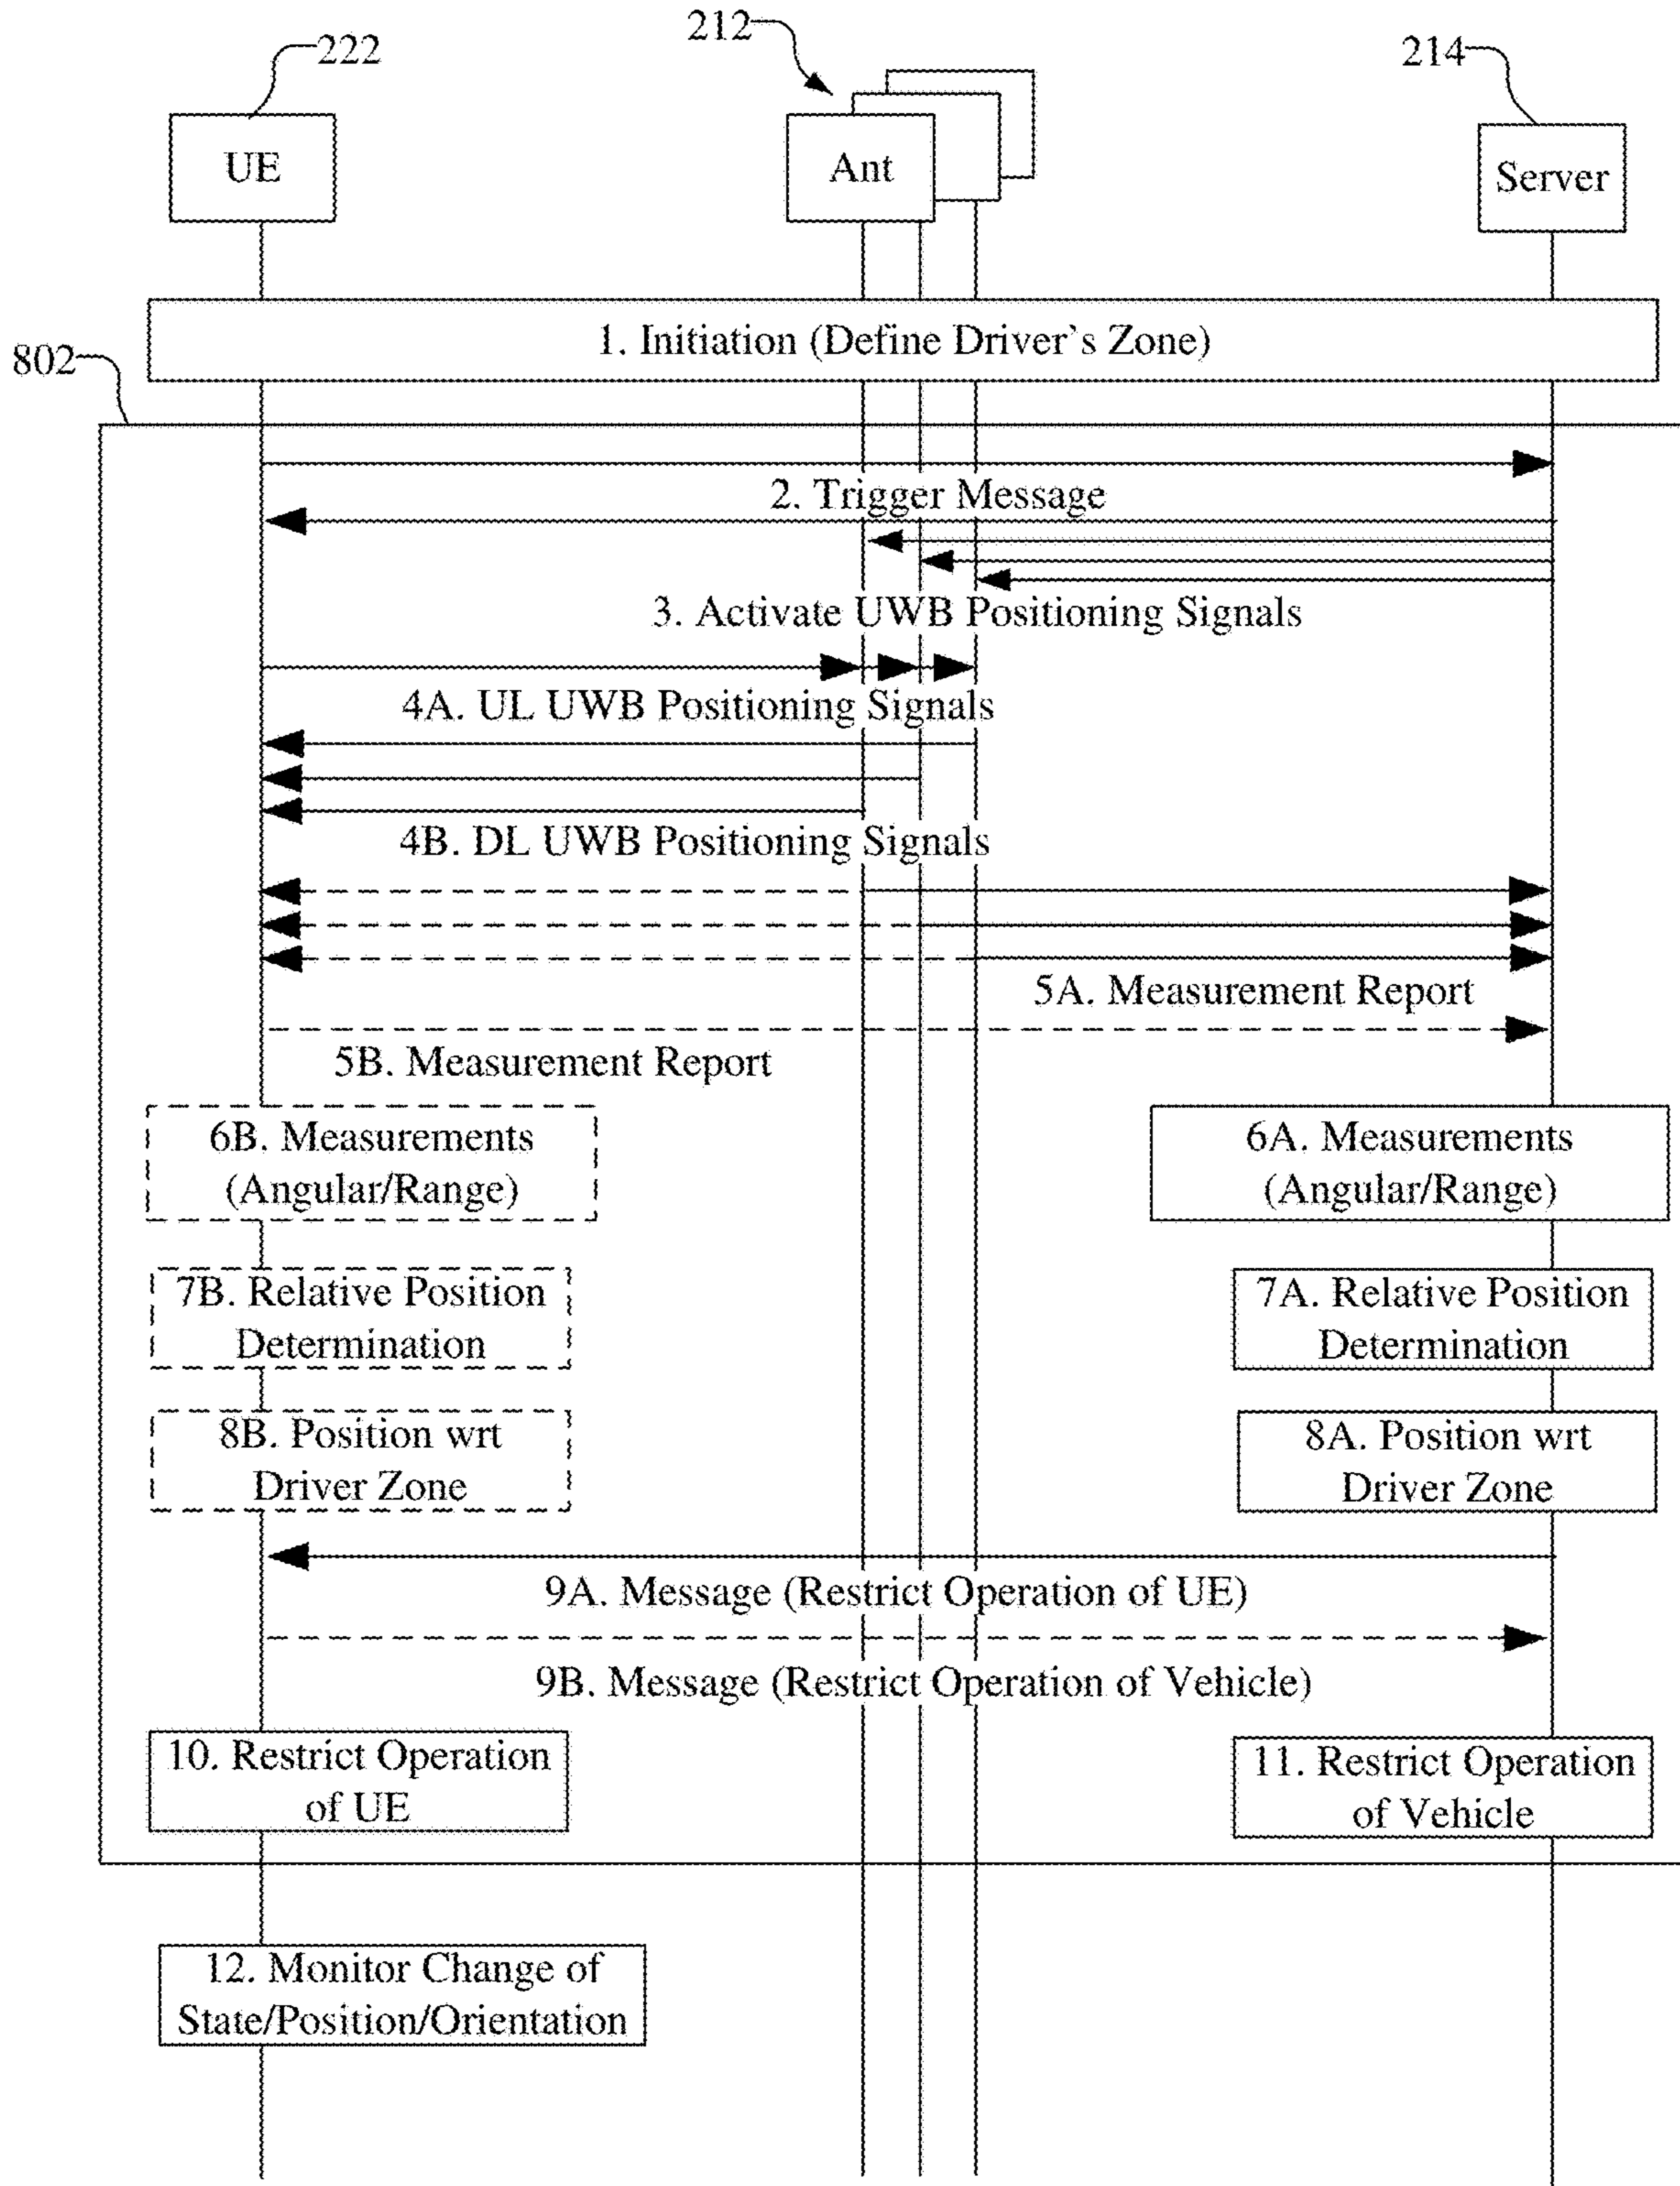 222
212
214
UE
Ant
Server
1. Initiation (Define Driver's Zone)
802
2. Trigger Message
3. Activate UWB Positioning Signals
4A. UL UWB Positioning Signals
4B. DL UWB Positioning Signals
5A. Measurement Report
5B. Measurement Report
6B. Measurements
(Angular/Range)
6A. Measurements
(Angular/Range)
7B. Relative Position
Determination
7A. Relative Position
Determination
8B. Position wrt
Driver Zone
8A. Position wrt
Driver Zone
9A. Message (Restrict Operation of UE)
9B. Message (Restrict Operation of Vehicle)
10. Restrict Operation
of UE
11. Restrict Operation
of Vehicle
12. Monitor Change of
State/Position/Orientation